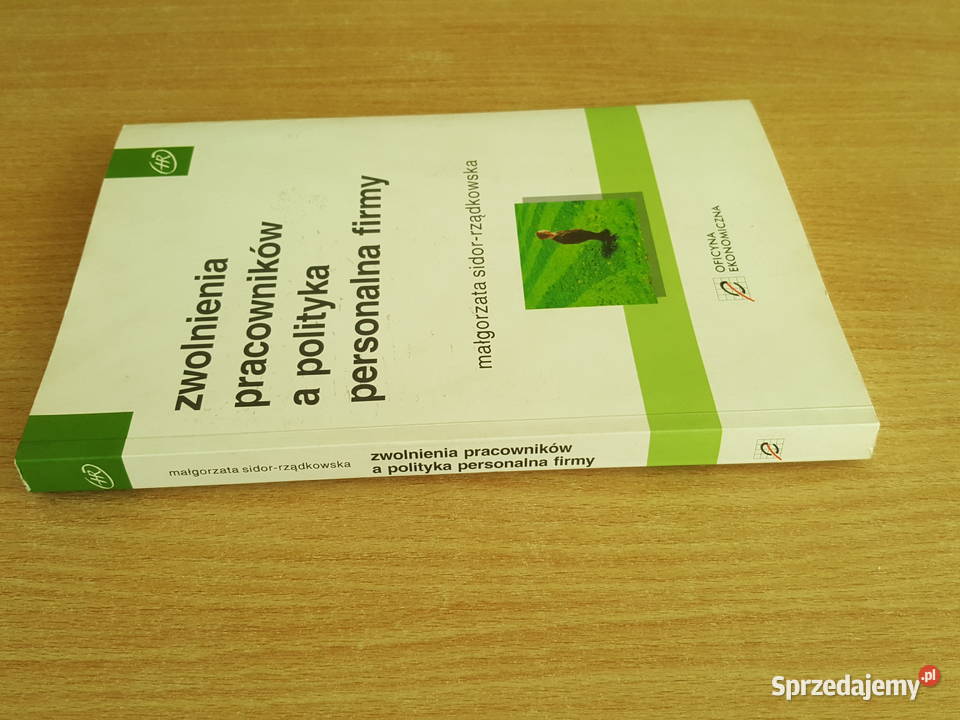 HR
zwolnienia
pracowników
a polityka
personalna firmy
małgorzata sidor-rządkowska
OFICYNA
EKONOMICZNA
HR
małgorzata sidor-rządkowska
zwolnienia pracowników
a polityka personalna firmy
Sprzedajemy.pl